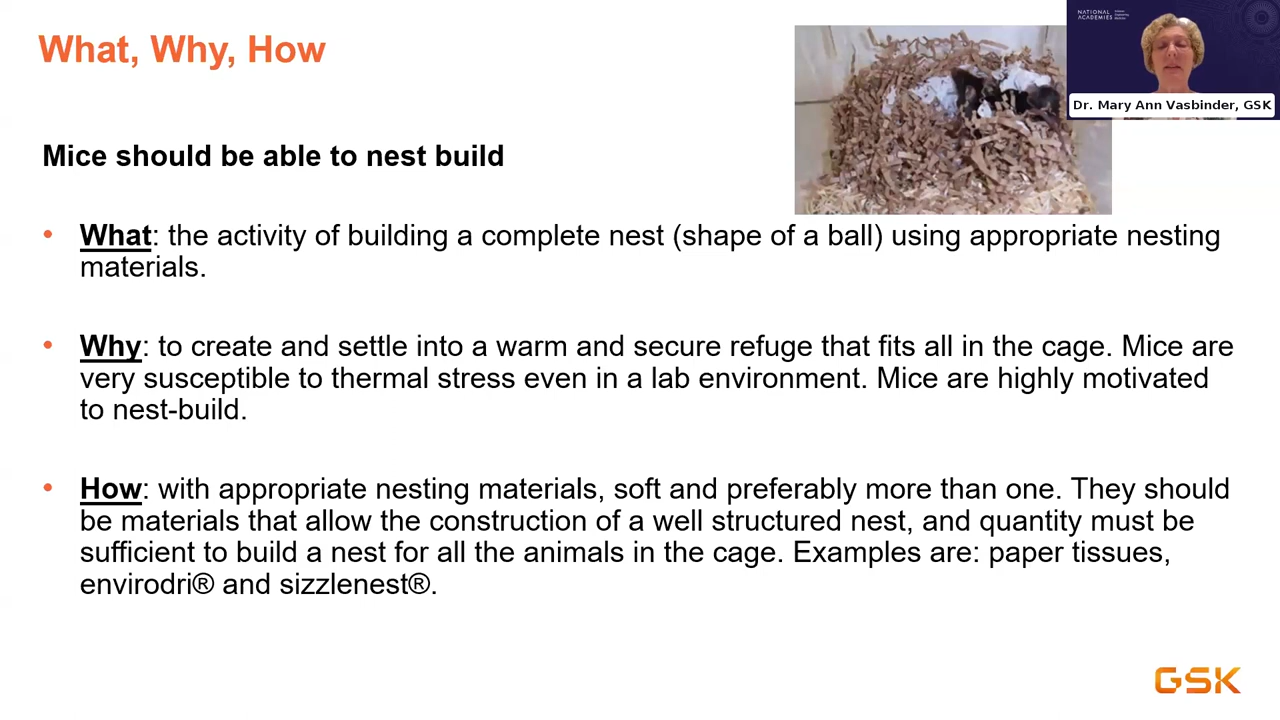 What, Why, How
NATIONAL
ACADEMIES
Dr. Mary Ann Vasbinder, GSK
Mice should be able to nest build
• What: the activity of building a complete nest (shape of a ball) using appropriate nesting
materials.
• Why: to create and settle into a warm and secure refuge that fits all in the cage. Mice are
very susceptible to thermal stress even in a lab environment. Mice are highly motivated
to nest-build.
• How: with appropriate nesting materials, soft and preferably more than one. They should
be materials that allow the construction of a well structured nest, and quantity must be
sufficient to build a nest for all the animals in the cage. Examples are: paper tissues,
envirodri® and sizzlenest®.
GSK